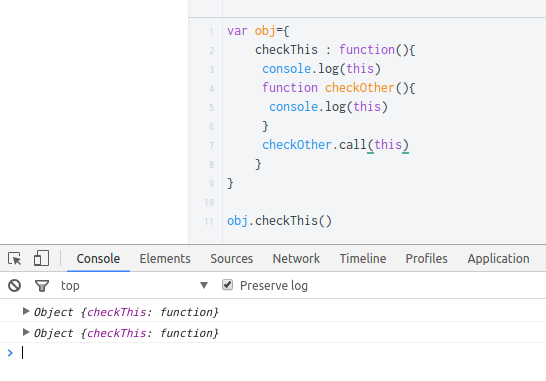 1 var obj={
2 checkThis : function(){
3 console.log(this)
4 function checkOther(){
5 console.log(this)
6 }
7 checkOther.call(this)
8 }
9 }
10
11 obj.checkThis()
Console Elements Sources Network Timeline Profiles Application
top Preserve log
Object {checkThis: function}
Object {checkThis: function}